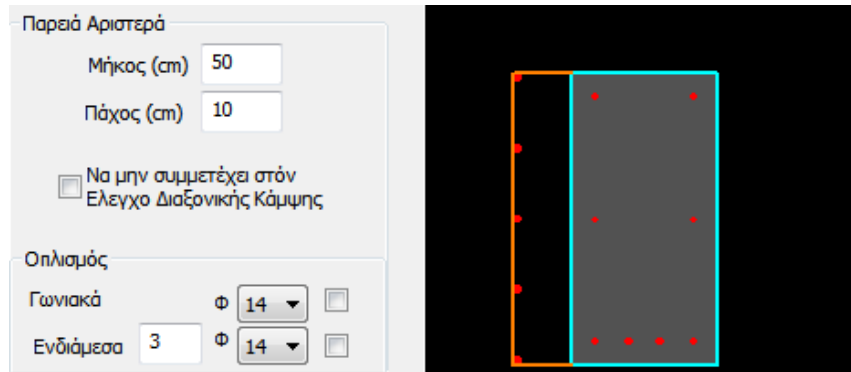 Παρειά Αριστερά
Μήκος (cm) 50
Πάχος (cm) 10
Να μην συμμετέχει στόν
Ελεγχο Διαξονικής Κάμψης
Οπλισμός
Γωνιακά Φ 14
Ενδιάμεσα 3 Φ 14